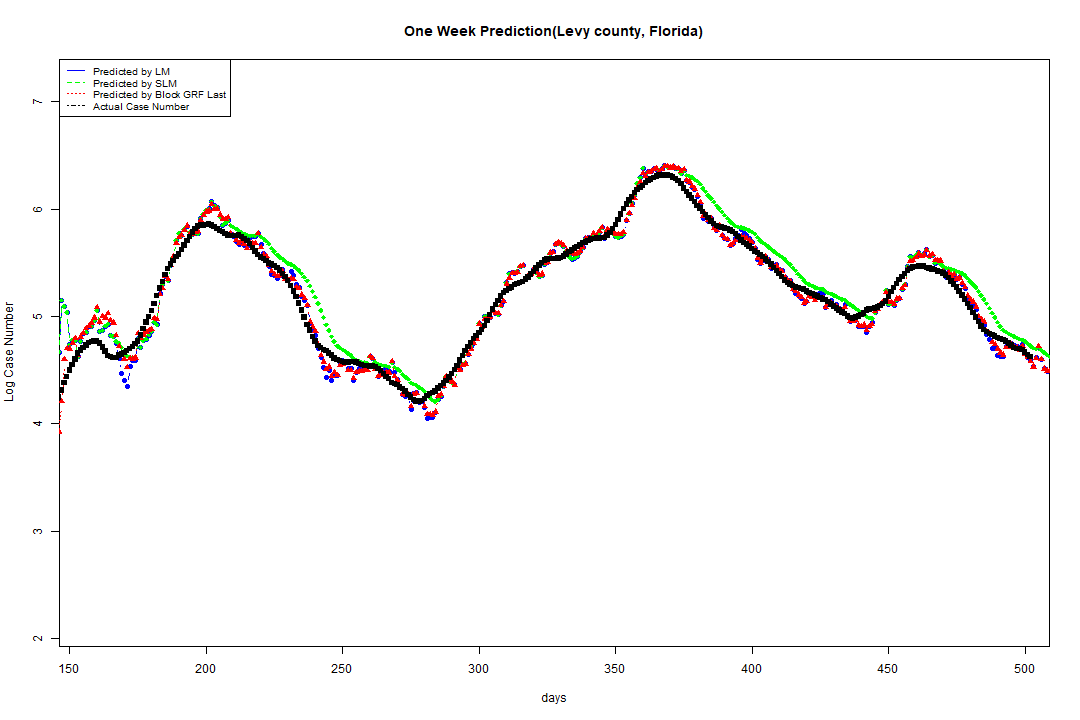 One Week Prediction(Levy county, Florida)
Predicted by LM
Predicted by SLM
Predicted by Block GRF Last
Actual Case Number
7
6
5
4
3
2
Log Case Number
150 200 250 300 350 400 450 500
days